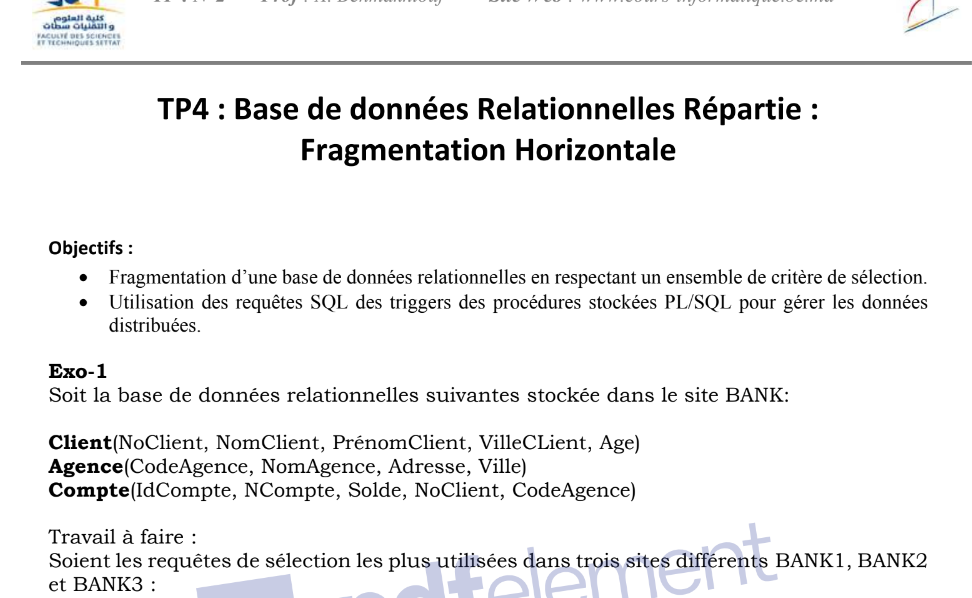 كلية العلوم
و التقنيات سطات
FACULTÉ DES SCIENCES
ET TECHNIQUES SETTAT
TP4 : Base de données Relationnelles Répartie :
Fragmentation Horizontale
Objectifs :
• Fragmentation d’une base de données relationnelles en respectant un ensemble de critère de sélection.
• Utilisation des requêtes SQL des triggers des procédures stockées PL/SQL pour gérer les données
distribuées.
Exo-1
Soit la base de données relationnelles suivantes stockée dans le site BANK:
Client(NoClient, NomClient, PrénomClient, VilleCLient, Age)
Agence(CodeAgence, NomAgence, Adresse, Ville)
Compte(IdCompte, NCompte, Solde, NoClient, CodeAgence)
Travail à faire :
Soient les requêtes de sélection les plus utilisées dans trois sites différents BANK1, BANK2
et BANK3 :
pdfelement